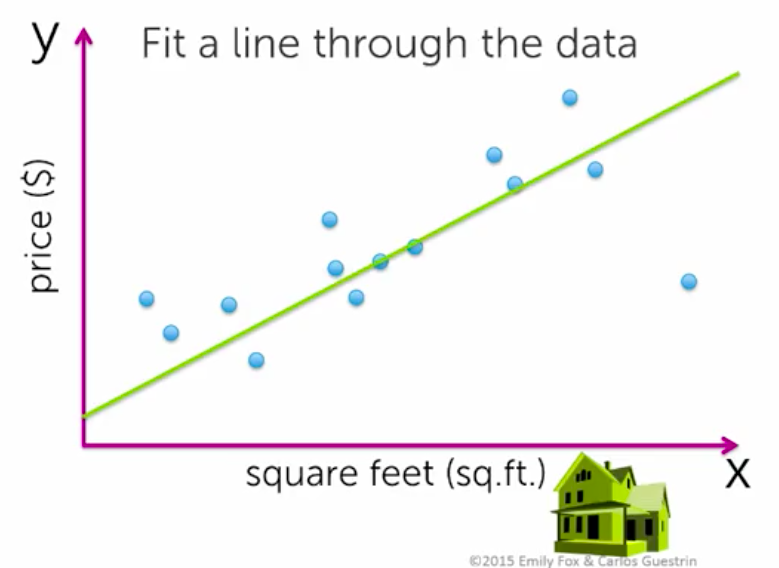 y
Fit a line through the data
price ($)
square feet (sq.ft.)
x
©2015 Emily Fox & Carlos Guestrin